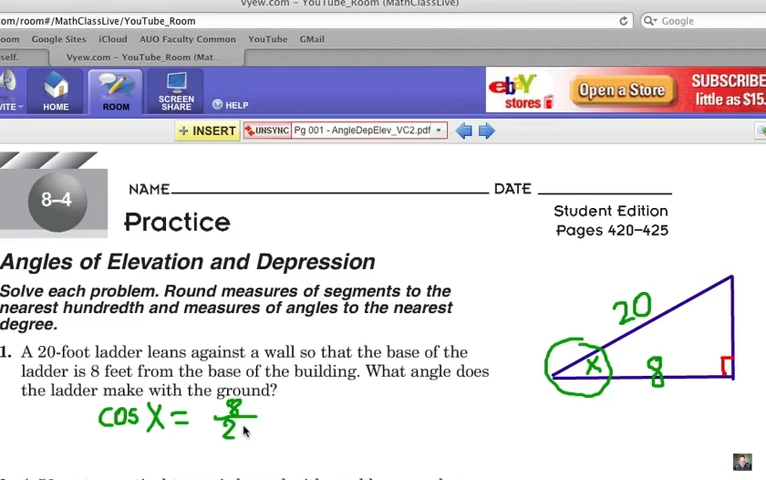 Vyew.com – YouTube_Room (MathClassLive)
com/room#/MathClassLive/YouTube_Room
Google
oom Google Sites iCloud AUO Faculty Common YouTube GMail
self. Vyew.com – YouTube_Room (Mat...
VITE HOME ROOM SCREEN SHARE HELP
ebY stores Open a Store SUBSCRIBE little as $15.
+ INSERT UNSYNC Pg 001 - AngleDepElev_VC2.pdf
8–4
NAME DATE
Practice
Student Edition
Pages 420–425
Angles of Elevation and Depression
Solve each problem. Round measures of segments to the
nearest hundredth and measures of angles to the nearest
degree.
1. A 20-foot ladder leans against a wall so that the base of the
ladder is 8 feet from the base of the building. What angle does
the ladder make with the ground?
20
x 8
cos x = 8
2